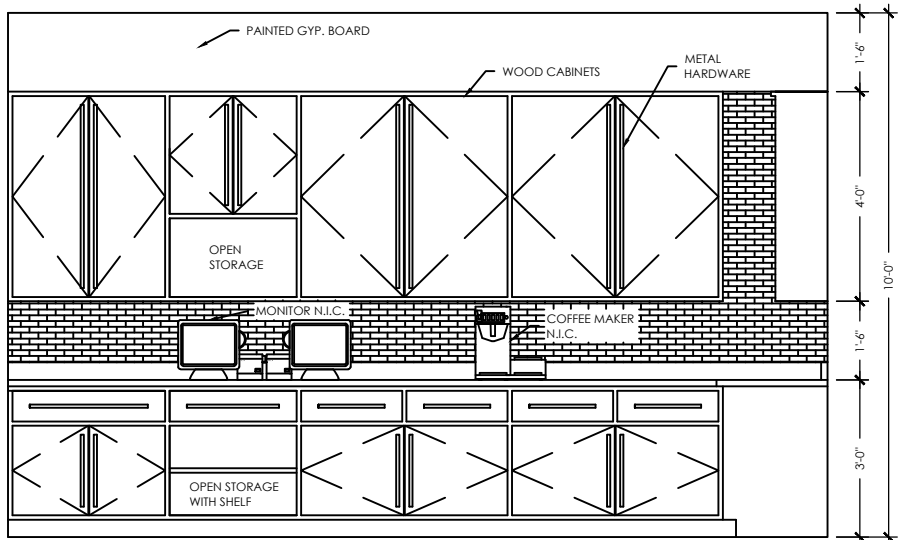 PAINTED GYP. BOARD
WOOD CABINETS
METAL
HARDWARE
1'-6"
4'-0"
10'-0"
OPEN
STORAGE
MONITOR N.I.C.
COFFEE MAKER
N.I.C.
1'-6"
3'-0"
OPEN STORAGE
WITH SHELF